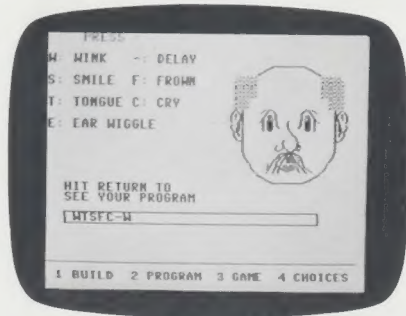 PRESS
W: WINK -: DELAY
S: SMILE F: FROWN
T: TONGUE C: CRY
E: EAR WIGGLE
HIT RETURN TO
SEE YOUR PROGRAM
WTSFC-W
1 BUILD 2 PROGRAM 3 GAME 4 CHOICES